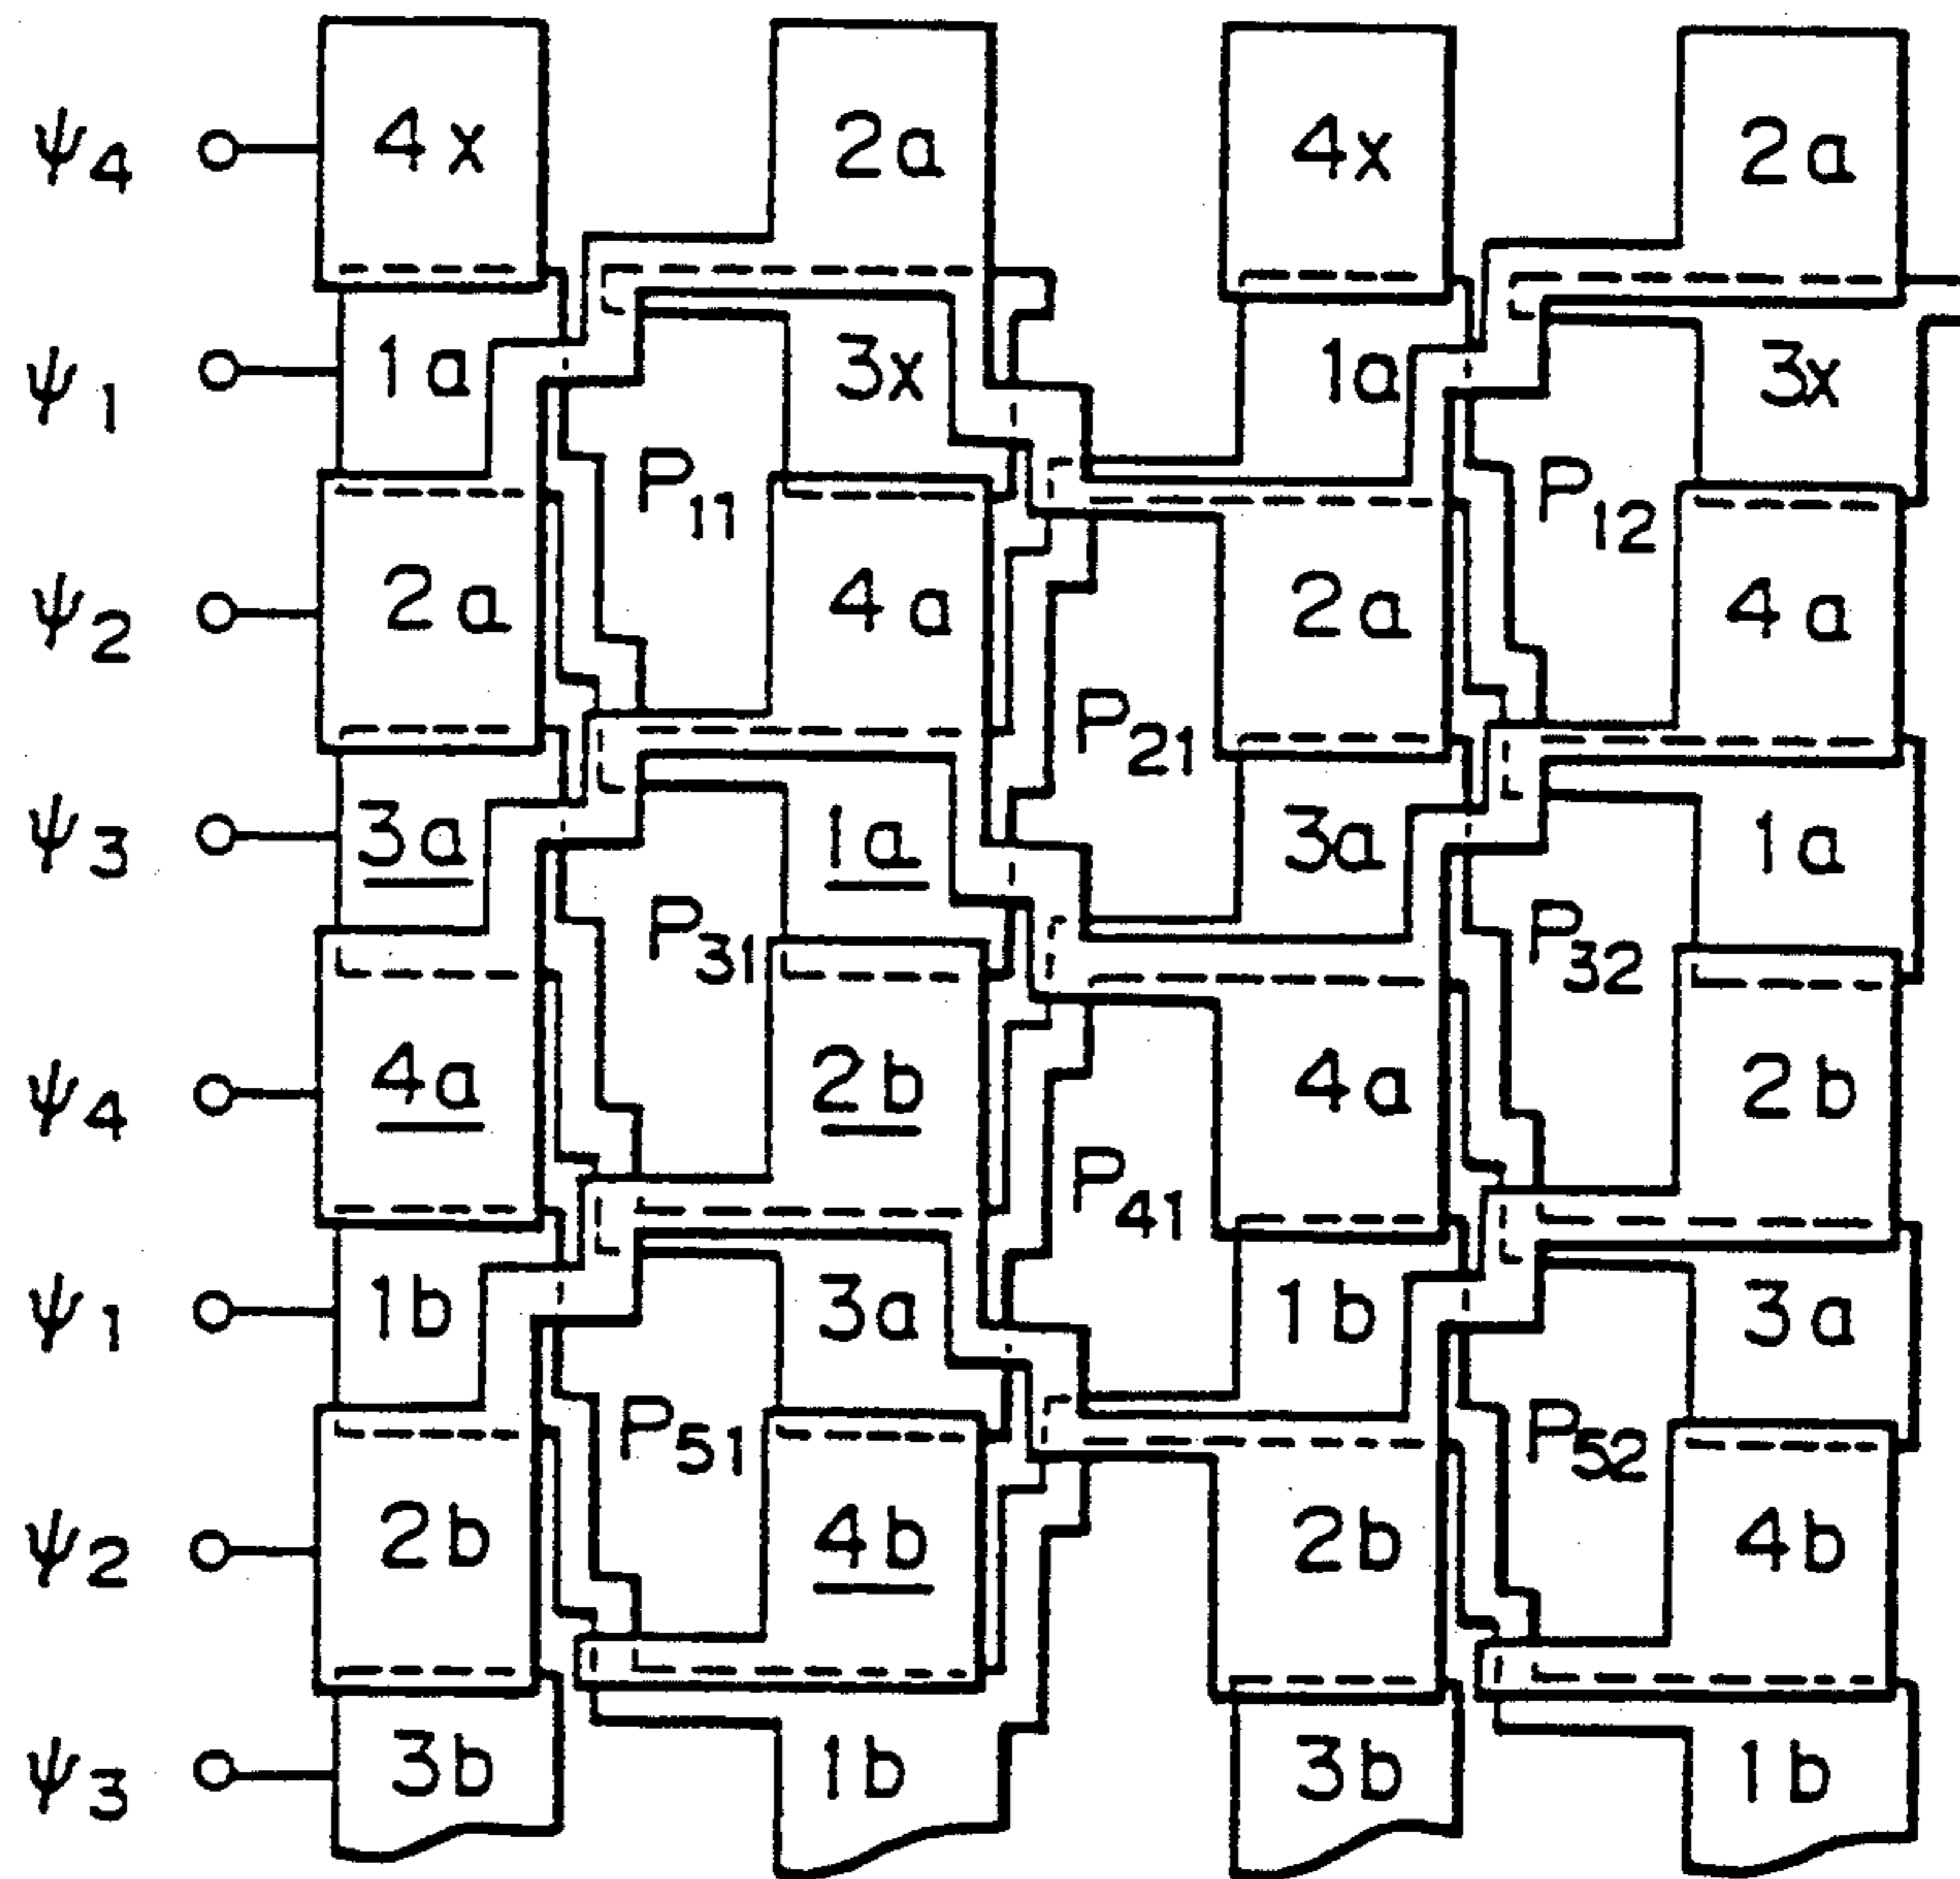 ψ4 4x 2a 4x 2a
ψ1 1a 3x 1a 3x
P11 P12
ψ2 2a 4a 2a 4a
P21
ψ3 3a 1a 3a 1a
P31 P32
ψ4 4a 2b 4a 2b
P41
ψ1 1b 3a 1b 3a
P51 P52
ψ2 2b 4b 2b 4b
ψ3 3b 1b 3b 1b